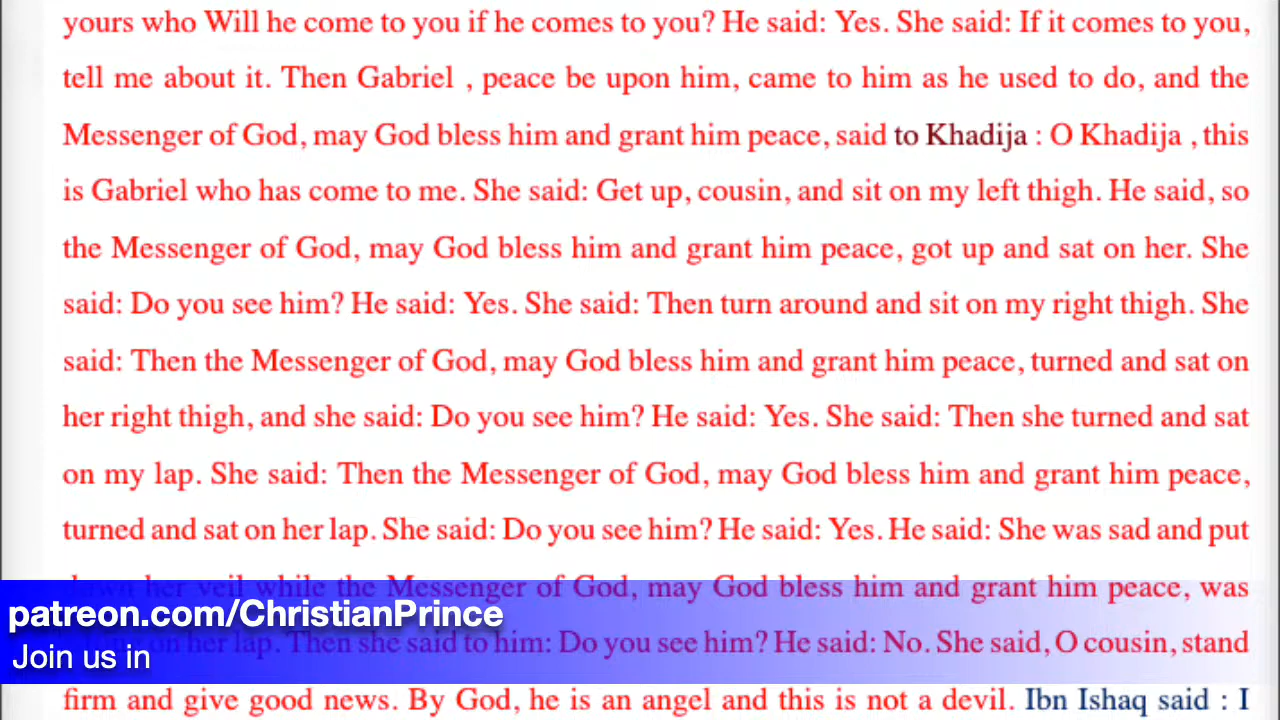 yours who Will he come to you if he comes to you? He said: Yes. She said: If it comes to you,
tell me about it. Then Gabriel , peace be upon him, came to him as he used to do, and the
Messenger of God, may God bless him and grant him peace, said to Khadija : O Khadija , this
is Gabriel who has come to me. She said: Get up, cousin, and sit on my left thigh. He said, so
the Messenger of God, may God bless him and grant him peace, got up and sat on her. She
said: Do you see him? He said: Yes. She said: Then turn around and sit on my right thigh. She
said: Then the Messenger of God, may God bless him and grant him peace, turned and sat on
her right thigh, and she said: Do you see him? He said: Yes. She said: Then she turned and sat
on my lap. She said: Then the Messenger of God, may God bless him and grant him peace,
turned and sat on her lap. She said: Do you see him? He said: Yes. He said: She was sad and put
down her veil while the Messenger of God, may God bless him and grant him peace, was
patreon.com/ChristianPrince
on her lap. Then she said to him: Do you see him? He said: No. She said, O cousin, stand
Join us in
firm and give good news. By God, he is an angel and this is not a devil. Ibn Ishaq said : I